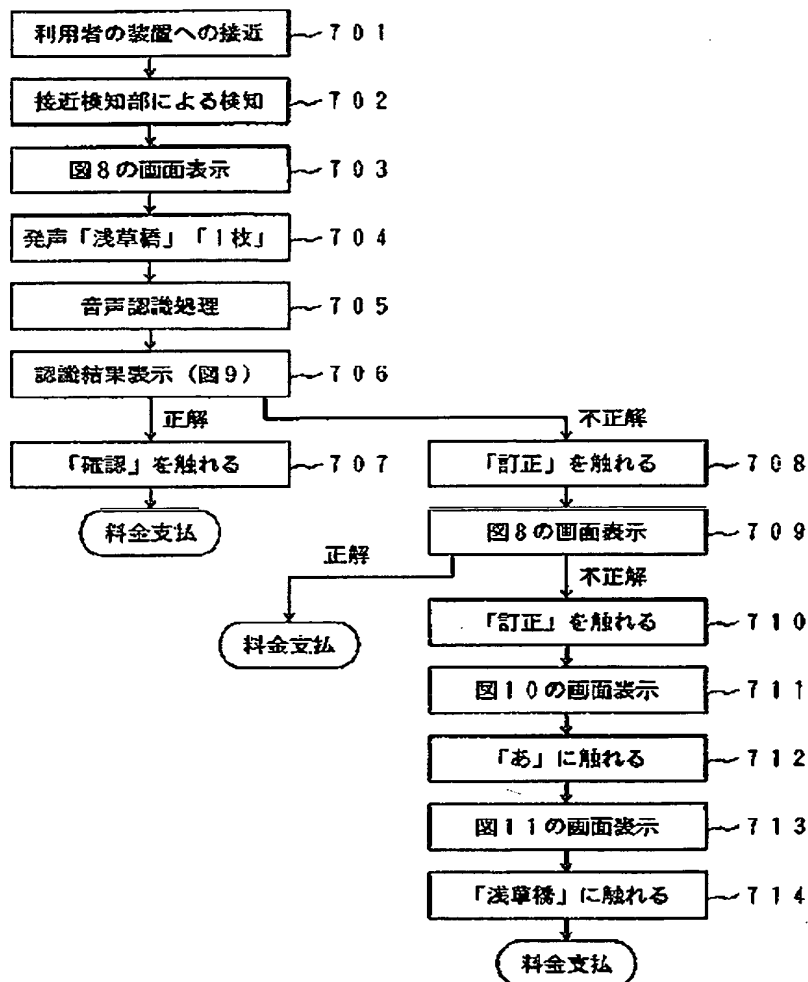 利用者の装置への接近 ~701
接近検知部による検知 ~702
図8の画面表示 ~703
発声「浅草橋」「1枚」 ~704
音声認識処理 ~705
認識結果表示（図9） ~706
正解
不正解
「確認」を触れる ~707
「訂正」を触れる ~708
料金支払
図8の画面表示 ~709
正解
不正解
料金支払
「訂正」を触れる ~710
図10の画面表示 ~711
「あ」に触れる ~712
図11の画面表示 ~713
「浅草橋」に触れる ~714
料金支払